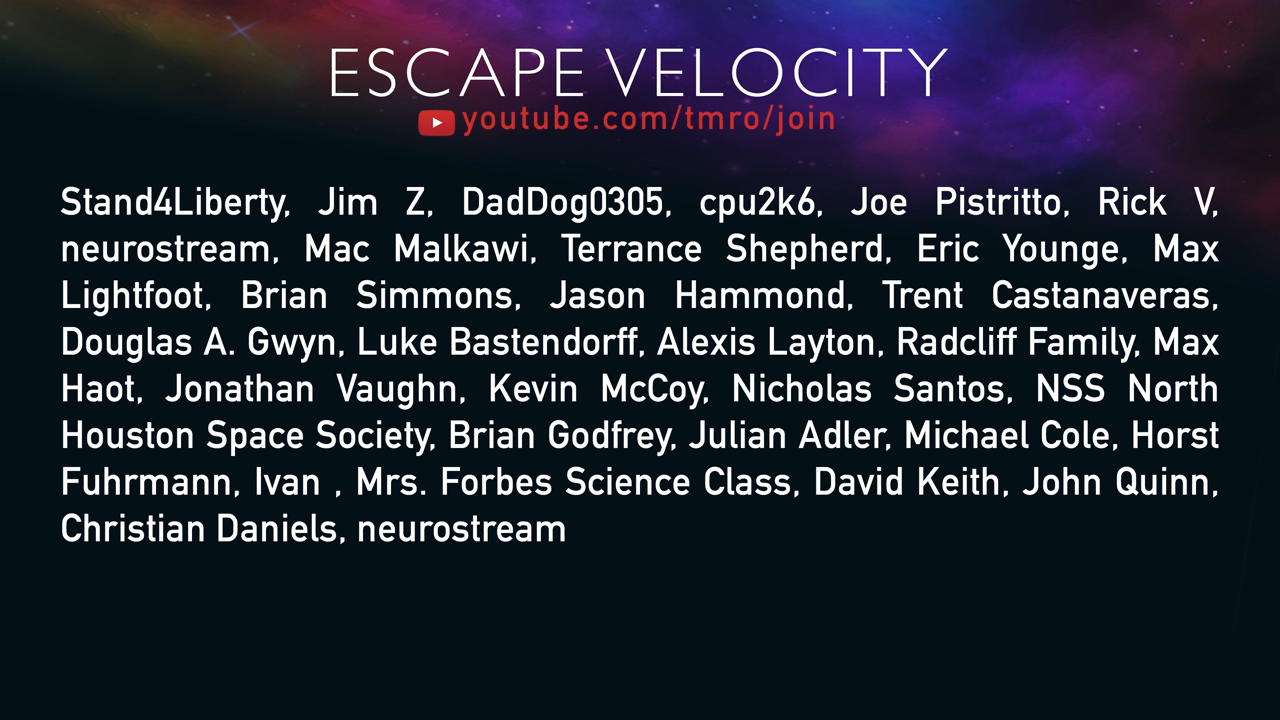 ESCAPE VELOCITY
youtube.com/tmro/join
Stand4Liberty, Jim Z, DadDog0305, cpu2k6, Joe Pistritto, Rick V,
neurostream, Mac Malkawi, Terrance Shepherd, Eric Younge, Max
Lightfoot, Brian Simmons, Jason Hammond, Trent Castanaveras,
Douglas A. Gwyn, Luke Bastendorff, Alexis Layton, Radcliff Family, Max
Haot, Jonathan Vaughn, Kevin McCoy, Nicholas Santos, NSS North
Houston Space Society, Brian Godfrey, Julian Adler, Michael Cole, Horst
Fuhrmann, Ivan , Mrs. Forbes Science Class, David Keith, John Quinn,
Christian Daniels, neurostream